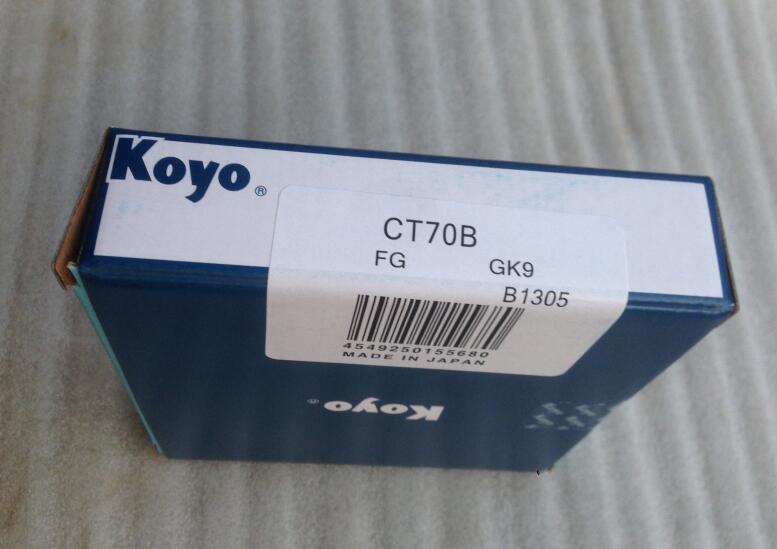 Koyo®
CT70B
FG GK9
B1305
4549250155680
MADE IN JAPAN
Koyo®